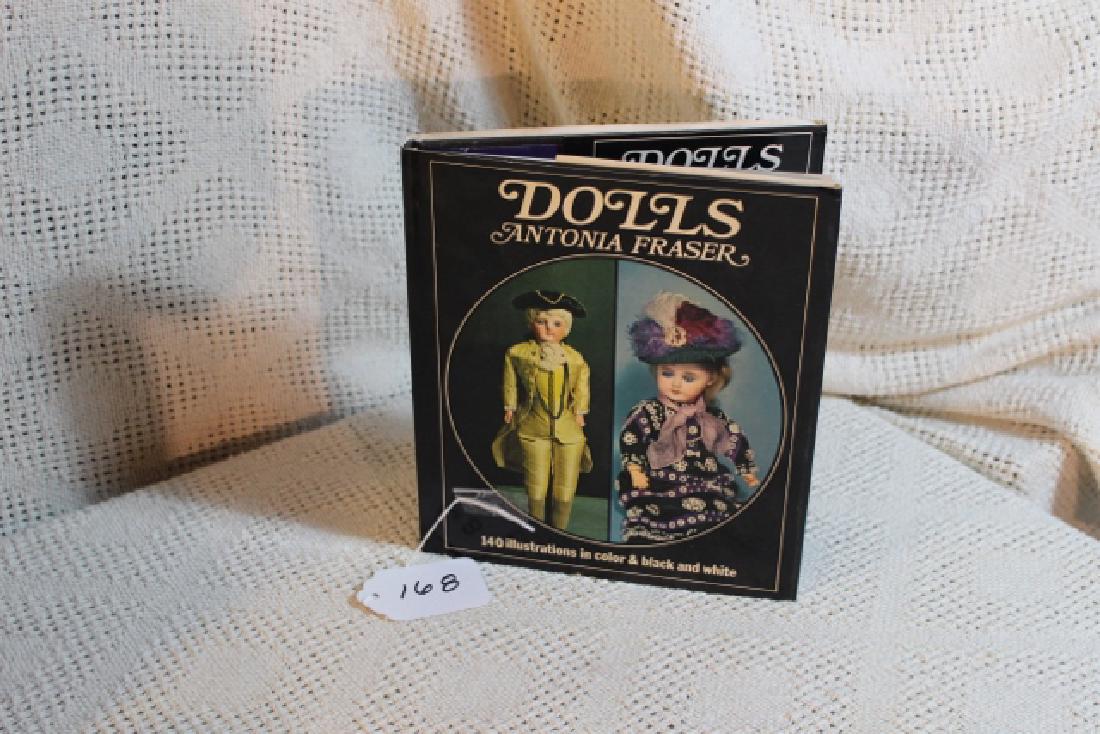 DOLLS
DOLLS
ANTONIA FRASER
140 illustrations in color & black and white
168